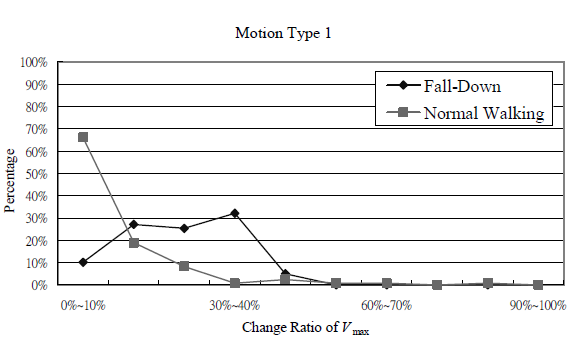 Motion Type 1
100%
90%
80%
70%
60%
50%
40%
30%
20%
10%
0%
Percentage
Fall-Down
Normal Walking
0%~10% 30%~40% 60%~70% 90%~100%
Change Ratio of Vmax